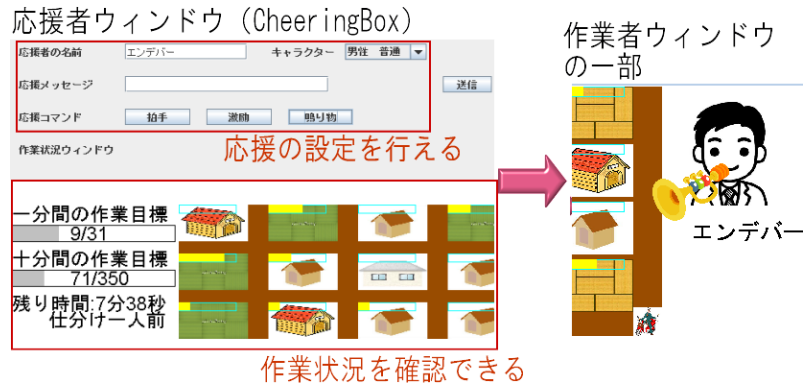 応援者ウィンドウ（CheeringBox）
応援者の名前
エンデバー
キャラクター
男性 普通
応援メッセージ
送信
応援コマンド
拍手
激励
鳴り物
作業状況ウィンドウ
応援の設定を行える
一分間の作業目標
9/31
十分間の作業目標
71/350
残り時間:7分38秒
仕分け一人前
作業状況を確認できる
作業者ウィンドウ
の一部
エンデバー